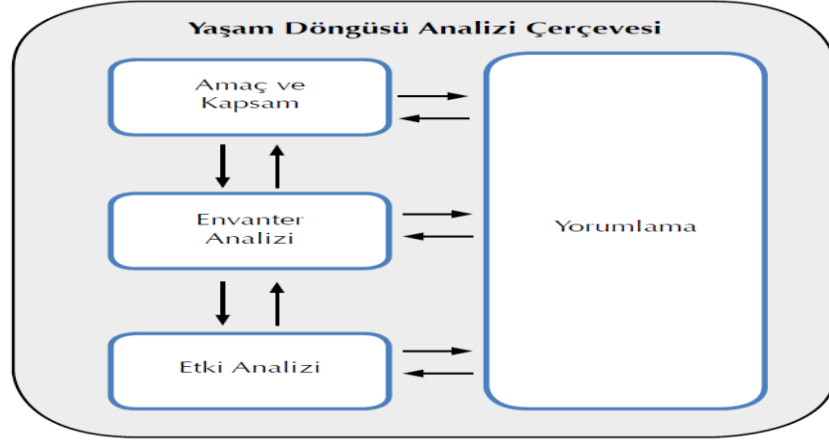 Yaşam Döngüsü Analizi Çerçevesi
Amaç ve
Kapsam
Envanter
Analizi
Yorumlama
Etki Analizi